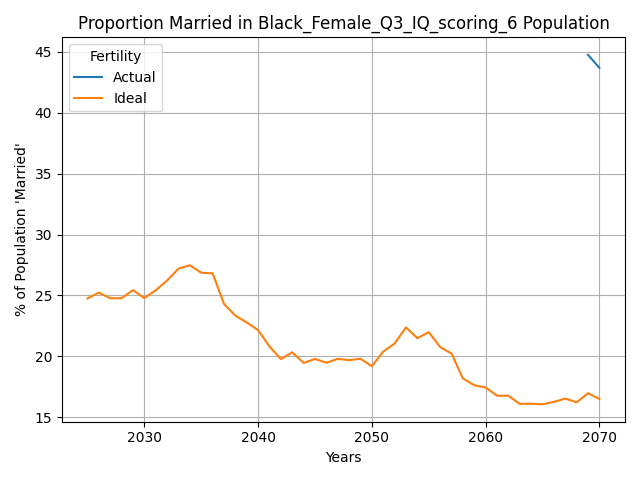 Proportion Married in Black_Female_Q3_IQ_scoring_6 Population
% of Population 'Married'
45
40
35
30
25
20
15
Fertility
Actual
Ideal
2030 2040 2050 2060 2070
Years